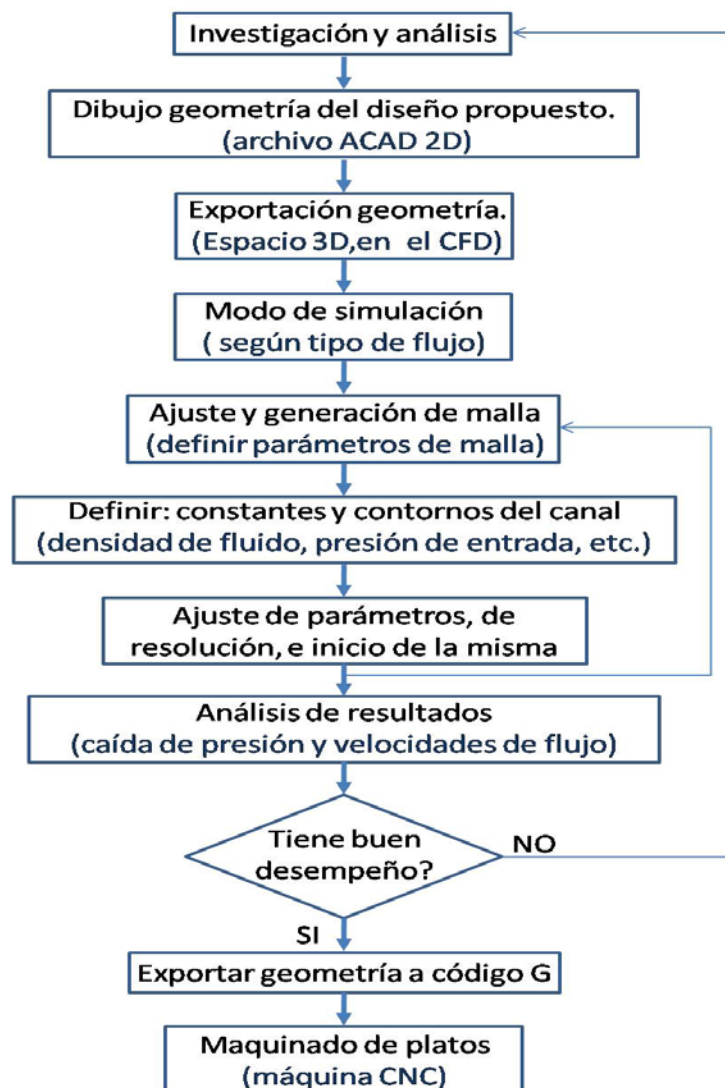 Investigación y análisis
Dibujo geometría del diseño propuesto.
(archivo ACAD 2D)
Exportación geometría.
(Espacio 3D,en el CFD)
Modo de simulación
( según tipo de flujo)
Ajuste y generación de malla
(definir parámetros de malla)
Definir: constantes y contornos del canal
(densidad de fluido, presión de entrada, etc.)
Ajuste de parámetros, de
resolución, e inicio de la misma
Análisis de resultados
(caída de presión y velocidades de flujo)
Tiene buen
desempeño?
NO
SI
Exportar geometría a código G
Maquinado de platos
(máquina CNC)